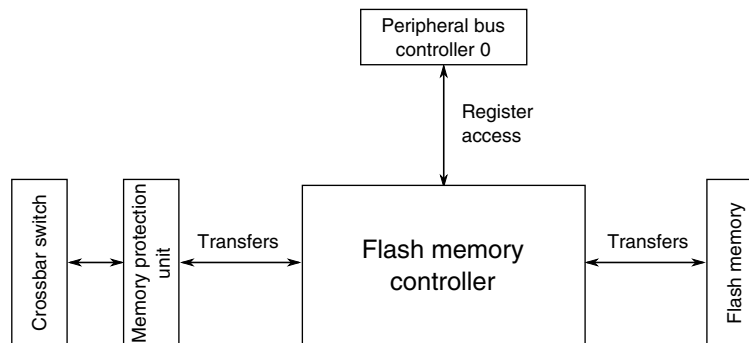 Peripheral bus
controller 0
Register
access
Crossbar switch
Memory protection
unit
Transfers
Flash memory
controller
Transfers
Flash memory